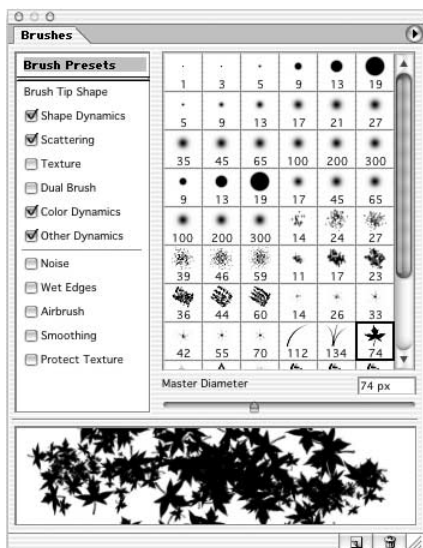 Brushes
Brush Presets
Brush Tip Shape
Shape Dynamics
Scattering
Texture
Dual Brush
Color Dynamics
Other Dynamics
Noise
Wet Edges
Airbrush
Smoothing
Protect Texture
1 3 5 9 13 19
5 9 13 17 21 27
35 45 65 100 200 300
9 13 19 17 45 65
100 200 300 14 24 27
39 46 59 11 17 23
36 44 60 14 26 33
42 55 70 112 134 74
Master Diameter 74 px